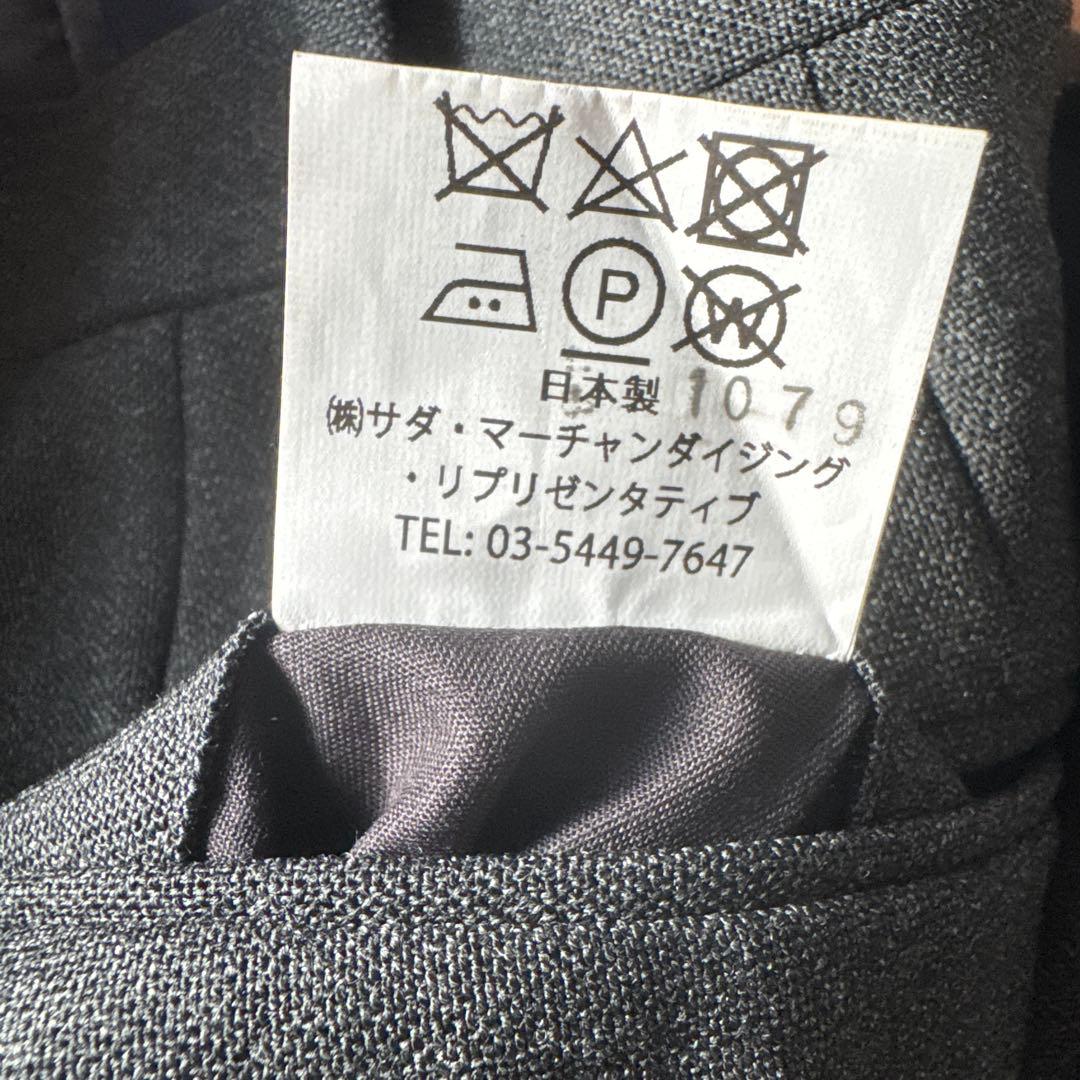 P W
日本製 1079
㈱サダ・マーチャンダイジング
・リプリゼンタティブ
TEL: 03-5449-7647